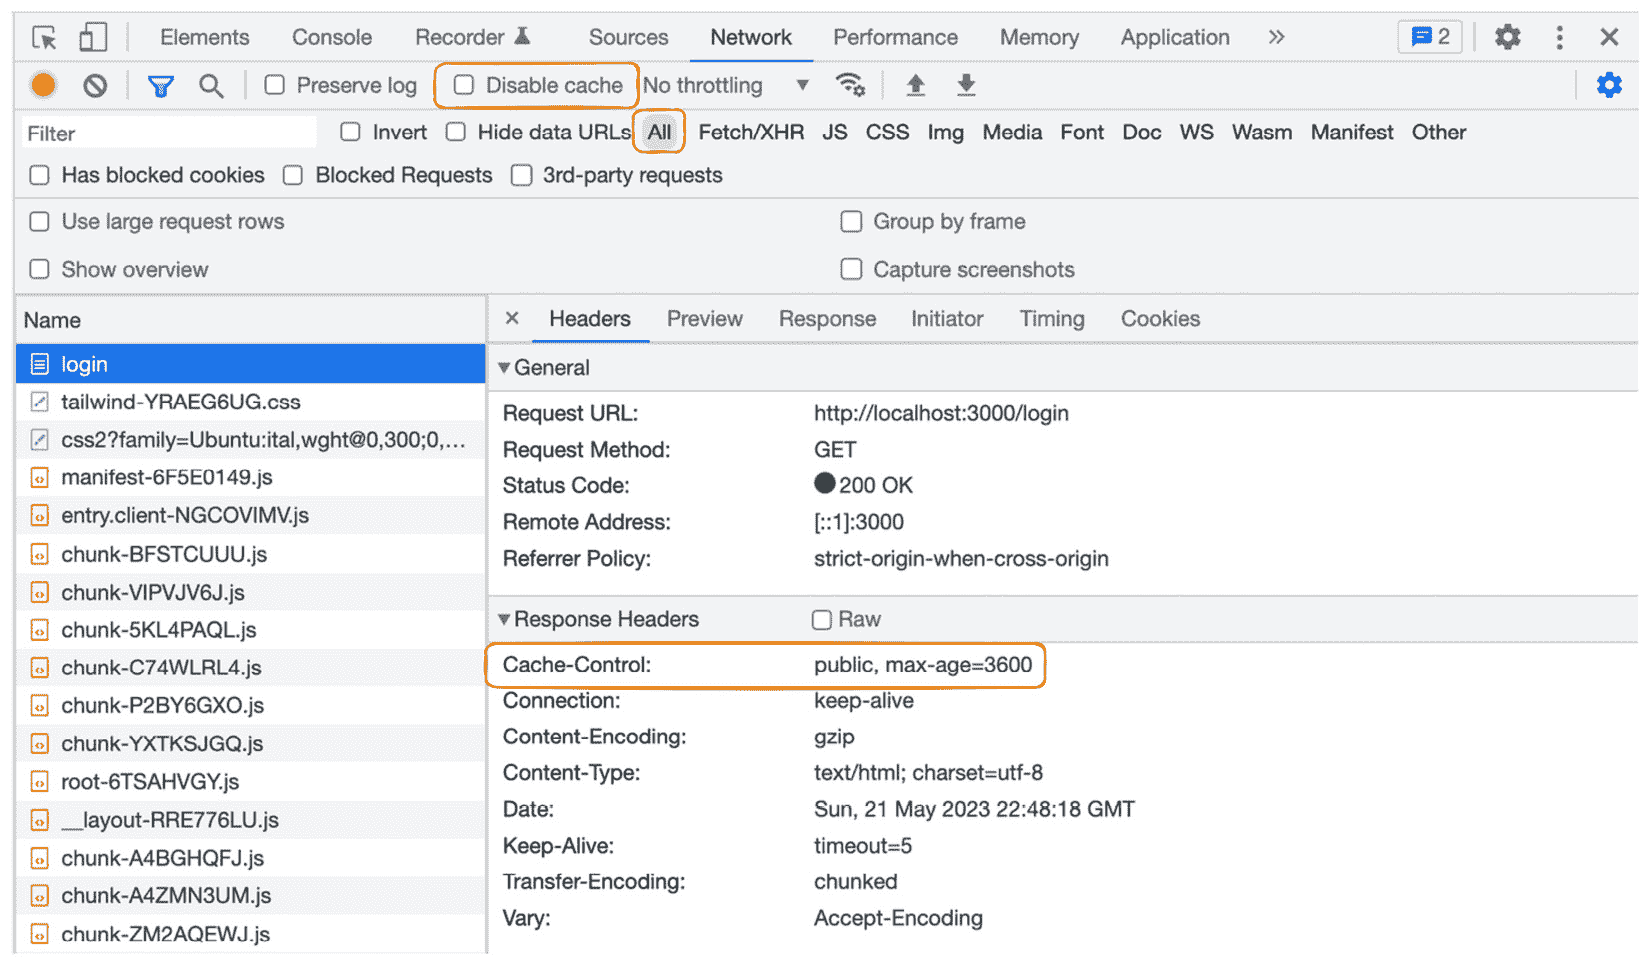 Elements Console Recorder Sources Network Performance Memory Application » 2
Preserve log Disable cache No throttling
Filter Invert Hide data URLs All Fetch/XHR JS CSS Img Media Font Doc WS Wasm Manifest Other
Has blocked cookies Blocked Requests 3rd-party requests
Use large request rows Group by frame
Show overview Capture screenshots
Name
login
tailwind-YRAEG6UG.css
css2?family=Ubuntu:ital,wght@0,300;0,...
manifest-6F5E0149.js
entry.client-NGCOVIMV.js
chunk-BFSTCUUU.js
chunk-VIPVJV6J.js
chunk-5KL4PAQL.js
chunk-C74WLRL4.js
chunk-P2BY6GXO.js
chunk-YXTKSJGQ.js
root-6TSAHVGY.js
__layout-RRE776LU.js
chunk-A4BGHQFJ.js
chunk-A4ZMN3UM.js
chunk-ZM2AQEWJ.js
Headers Preview Response Initiator Timing Cookies
General
Request URL: http://localhost:3000/login
Request Method: GET
Status Code: 200 OK
Remote Address: [::1]:3000
Referrer Policy: strict-origin-when-cross-origin
Response Headers Raw
Cache-Control: public, max-age=3600
Connection: keep-alive
Content-Encoding: gzip
Content-Type: text/html; charset=utf-8
Date: Sun, 21 May 2023 22:48:18 GMT
Keep-Alive: timeout=5
Transfer-Encoding: chunked
Vary: Accept-Encoding